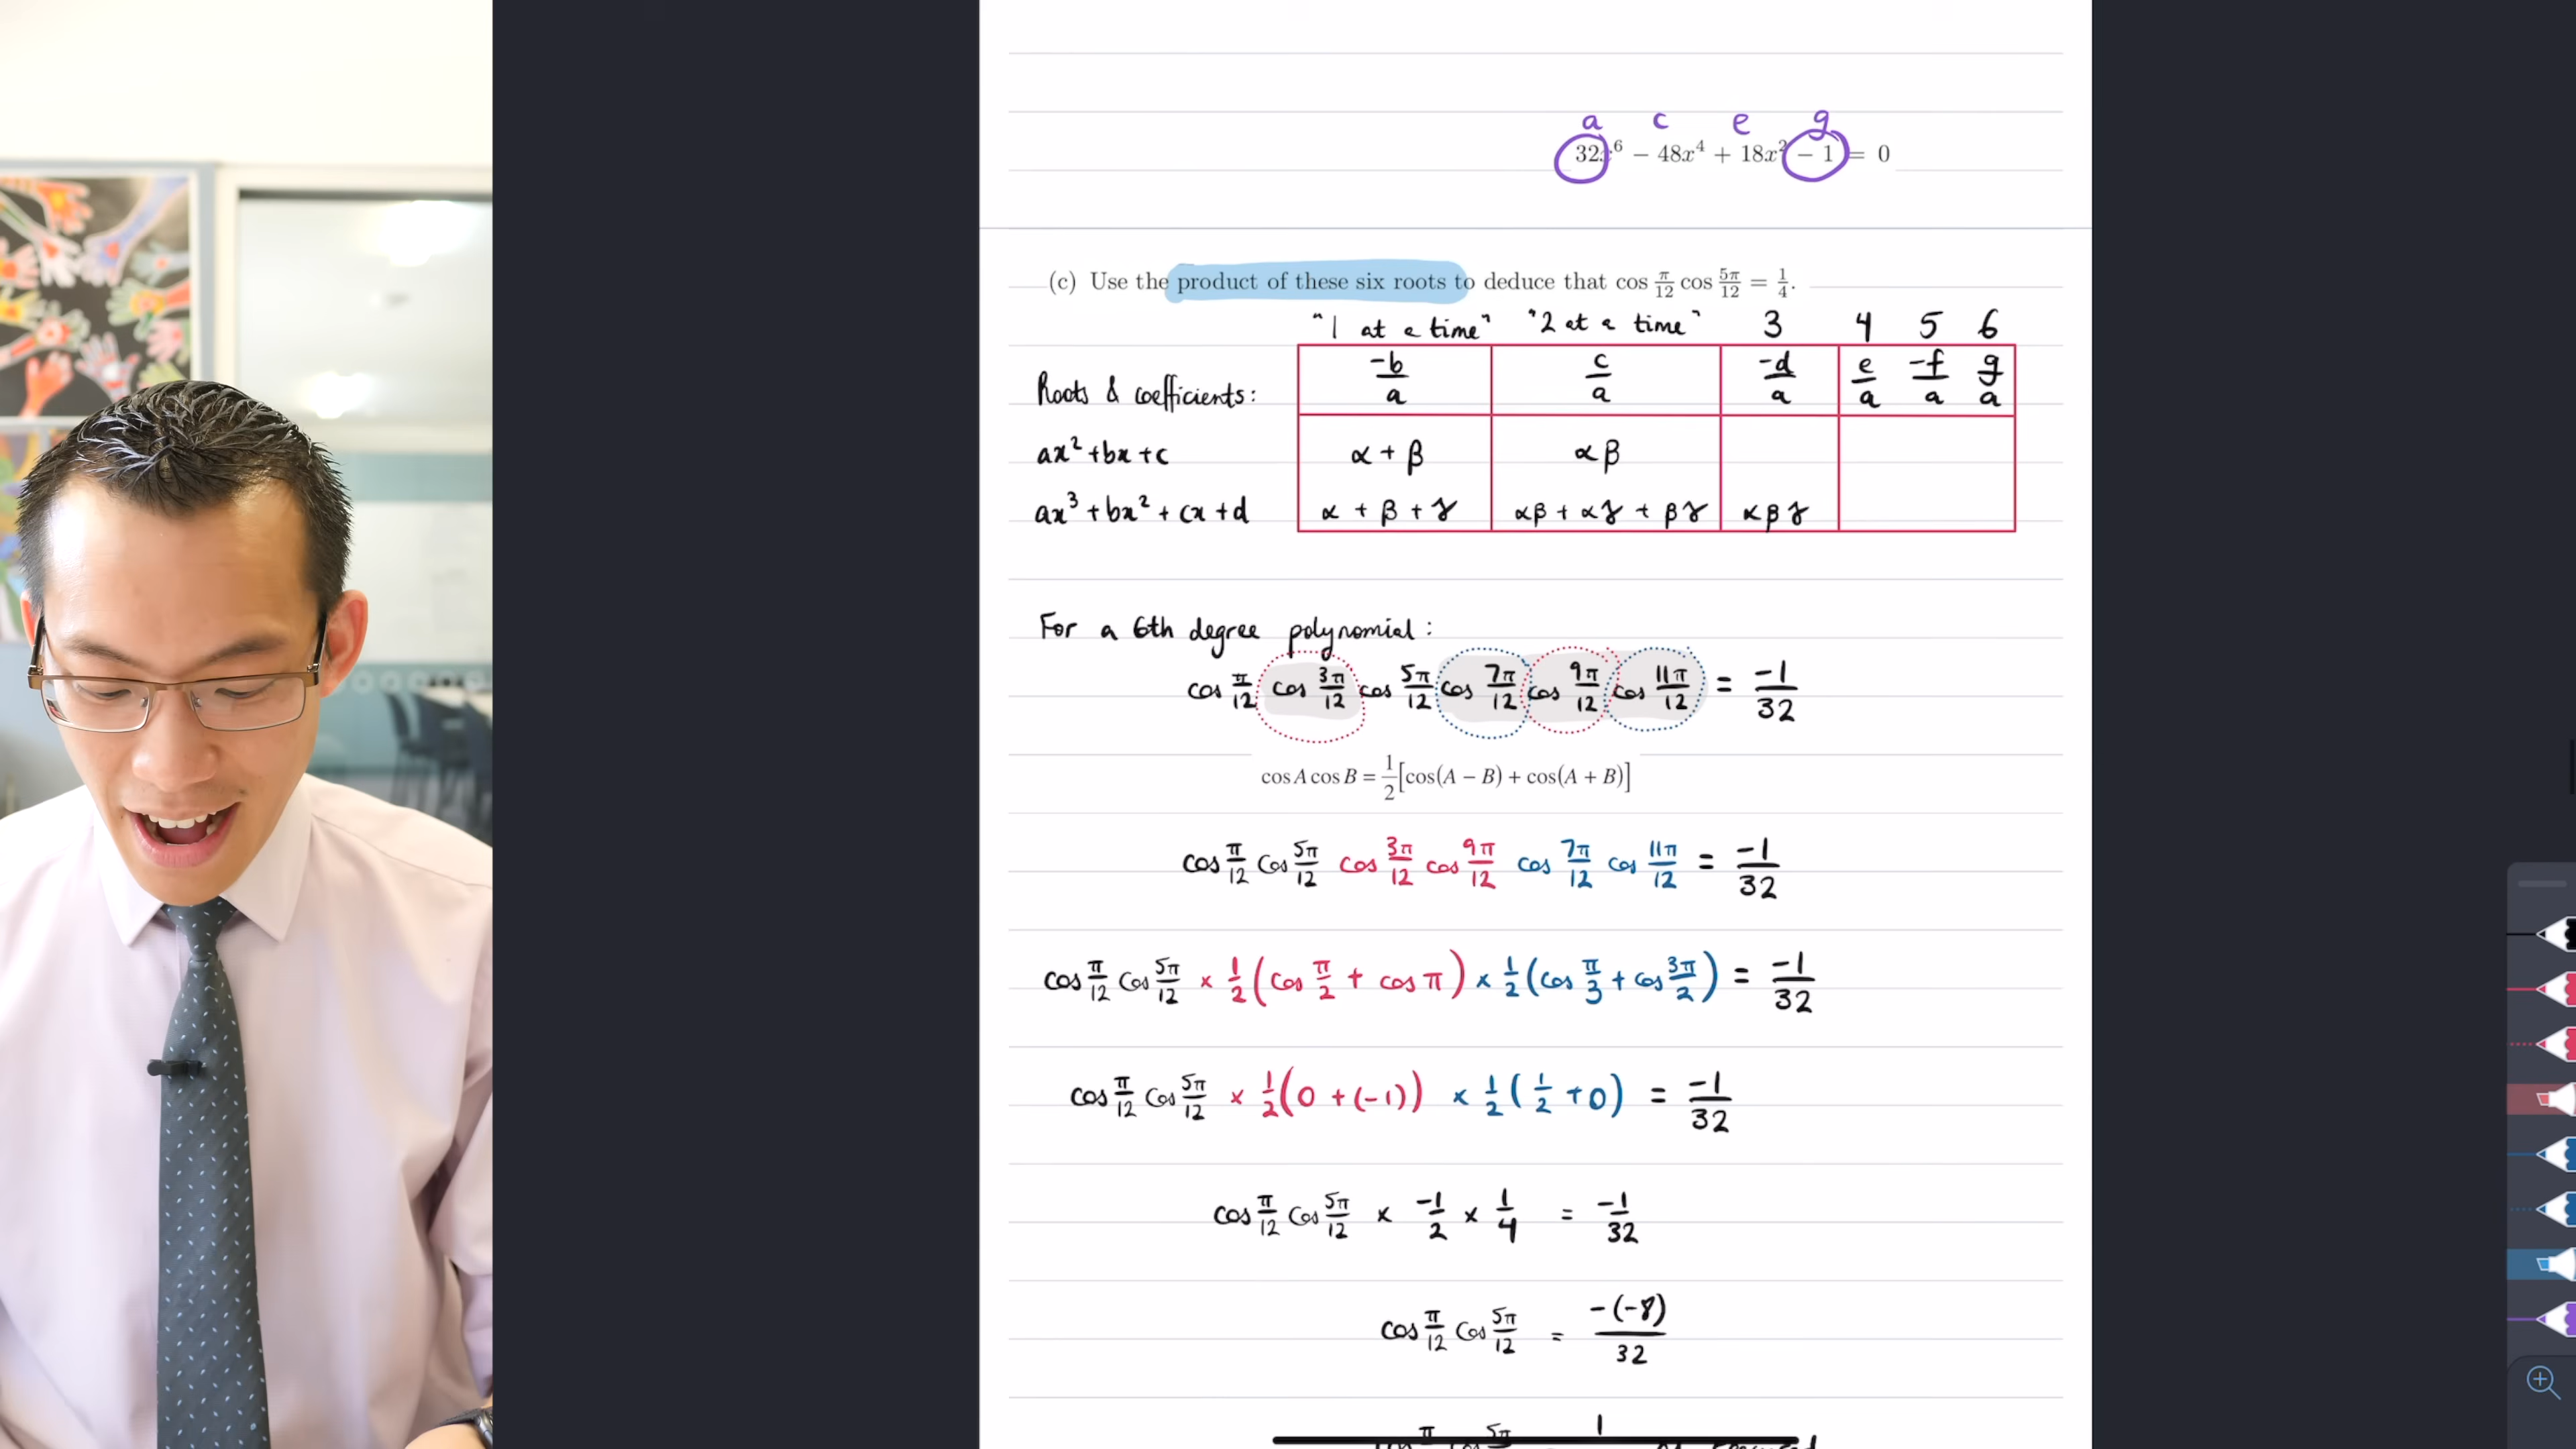 a c e g
32x⁶ − 48x⁴ + 18x² − 1 = 0
(c) Use the product of these six roots to deduce that cos π/12 cos 5π/12 = 1/4.
"1 at a time" "2 at a time" 3 4 5 6
Roots & coefficients: -b/a c/a -d/a e/a -f/a g/a
ax² + bx + c α + β αβ
ax³ + bx² + cx + d α + β + γ αβ + αγ + βγ αβγ
For a 6th degree polynomial:
cos π/12 cos 3π/12 cos 5π/12 cos 7π/12 cos 9π/12 cos 11π/12 = -1/32
cos A cos B = 1/2[cos(A − B) + cos(A + B)]
cos π/12 cos 5π/12 cos 3π/12 cos 9π/12 cos 7π/12 cos 11π/12 = -1/32
cos π/12 cos 5π/12 × 1/2(cos π/2 + cos π) × 1/2(cos π/3 + cos 3π/2) = -1/32
cos π/12 cos 5π/12 × 1/2(0 + (-1)) × 1/2(1/2 + 0) = -1/32
cos π/12 cos 5π/12 × -1/2 × 1/4 = -1/32
cos π/12 cos 5π/12 = -(-8)/32